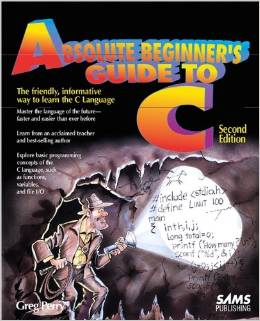 ABSOLUTE BEGINNER'S
GUIDE TO
C
Second
Edition
The friendly, informative
way to learn the C Language
Master the language of the future—
faster and easier than ever before
Learn from an acclaimed teacher
and best-selling author
Explore basic programming
concepts of the
C language, such
as functions,
variables,
and file I/O
#include <stdlib.h>
#define LIMIT 100
main
int h,i,j;
long total=0;
printf ("How many
scanf ("%d", &
Greg Perry
SAMS
PUBLISHING